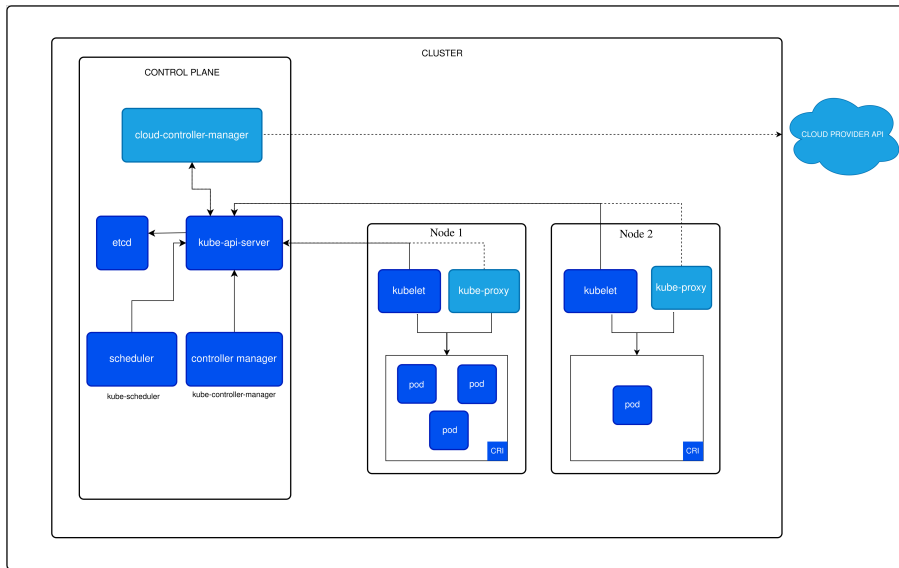 CLUSTER
CONTROL PLANE
cloud-controller-manager
CLOUD PROVIDER API
etcd
kube-api-server
scheduler
controller manager
kube-scheduler
kube-controller-manager
Node 1
kubelet
kube-proxy
pod
pod
pod
CRI
Node 2
kubelet
kube-proxy
pod
CRI